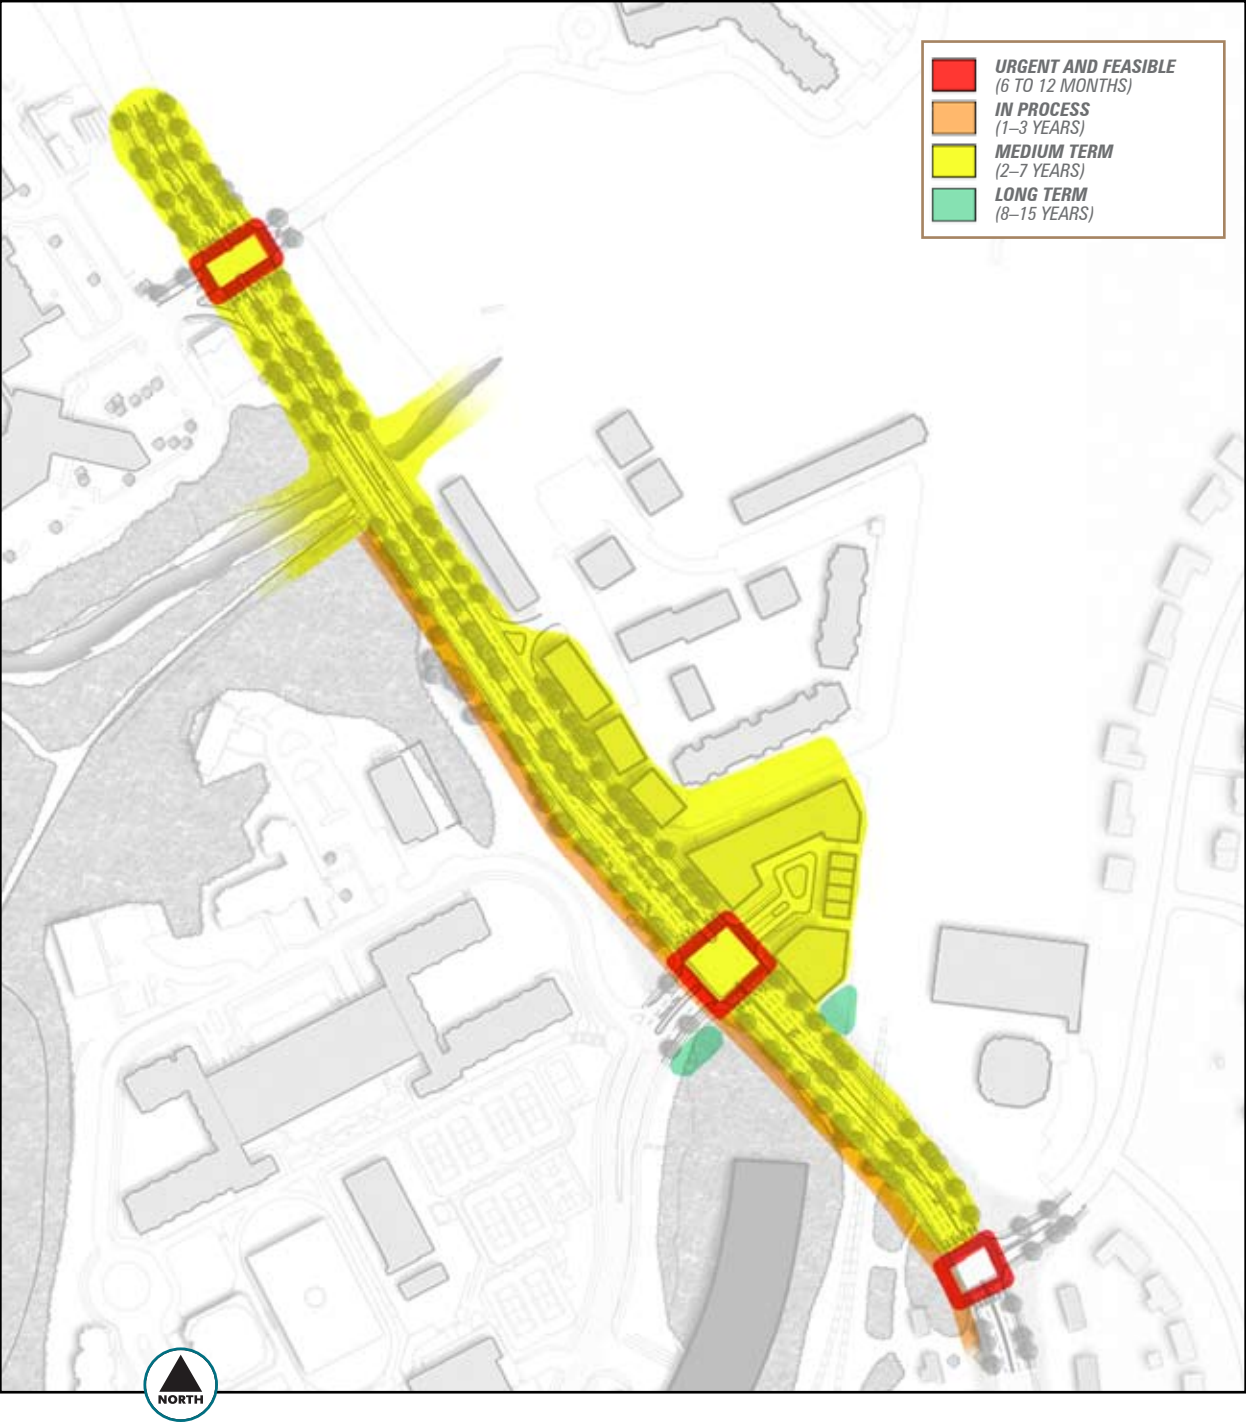 URGENT AND FEASIBLE
(6 TO 12 MONTHS)
IN PROCESS
(1–3 YEARS)
MEDIUM TERM
(2–7 YEARS)
LONG TERM
(8–15 YEARS)
NORTH